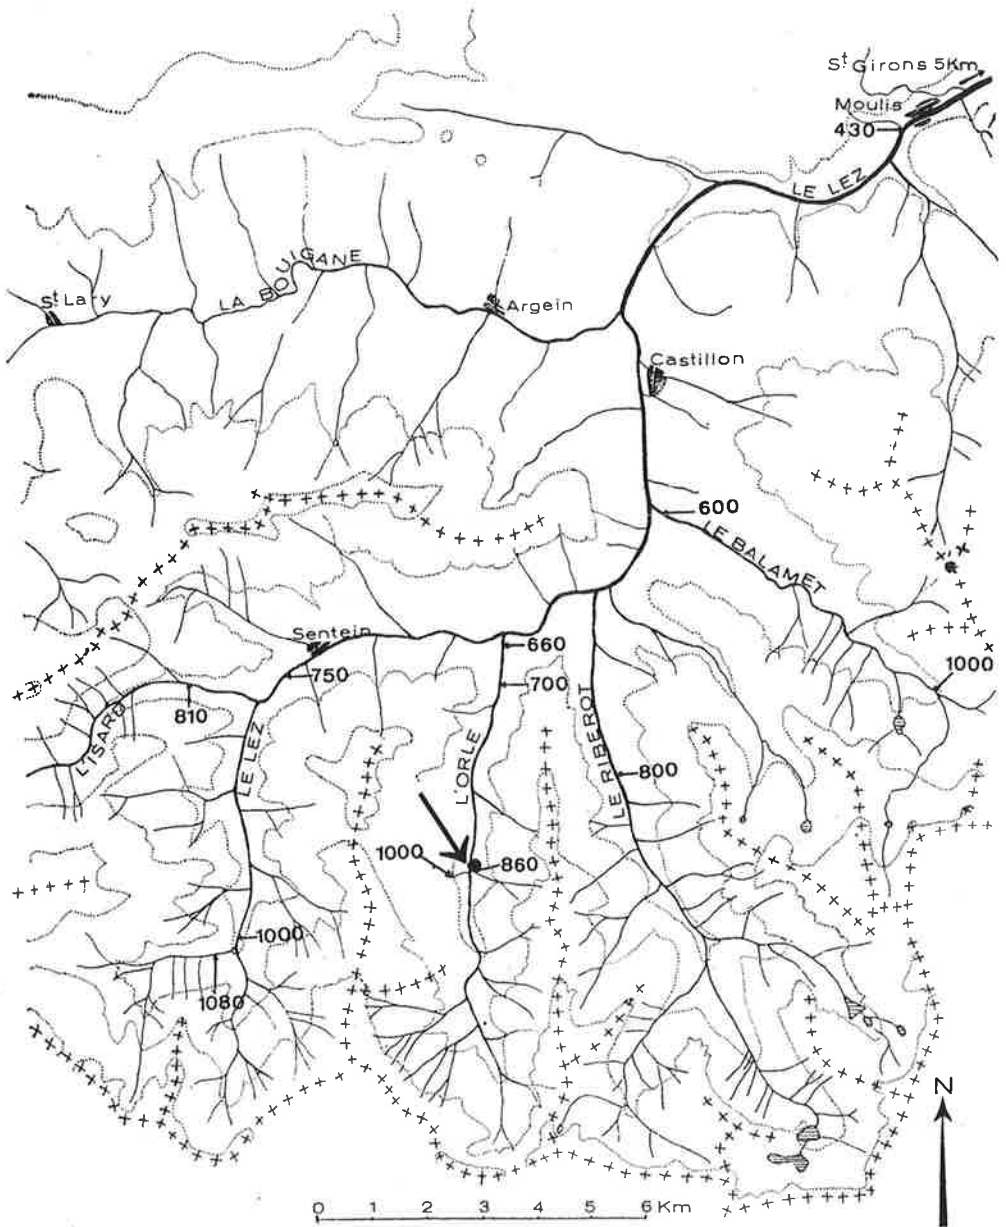 St Girons 5Km
Moulis
430
LE LEZ
LA BOUIGANE
St Lary
Argein
Castillon
600
LE BALAMET
Sentein
660
1000
750
700
810
L'ISARD
LE LEZ
L'ORLE
LE RIBEROT
800
1000
860
1000
1080
N
0 1 2 3 4 5 6 Km